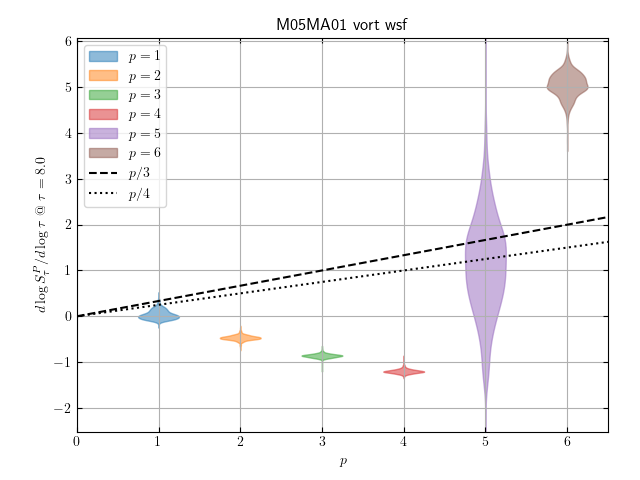 M05MA01 vort wsf
6
5
4
3
2
1
0
−1
−2
0
1
2
3
4
5
6
p
d log S_τ^P / d log τ @ τ = 8.0
p = 1
p = 2
p = 3
p = 4
p = 5
p = 6
p/3
p/4